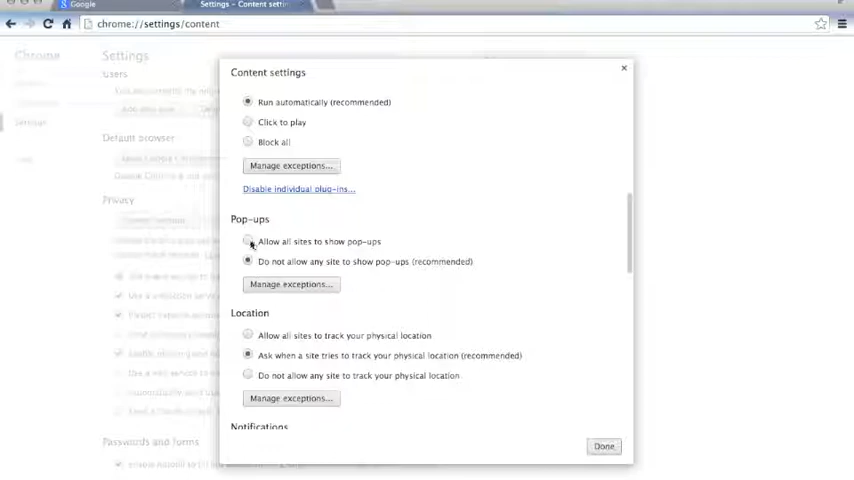 Google
Settings - Content settin
chrome://settings/content
Chrome
Settings
Users
Content settings
Run automatically (recommended)
Click to play
Block all
Default browser
Manage exceptions...
Disable individual plug-ins...
Privacy
Pop-ups
Allow all sites to show pop-ups
Do not allow any site to show pop-ups (recommended)
Manage exceptions...
Location
Allow all sites to track your physical location
Ask when a site tries to track your physical location (recommended)
Do not allow any site to track your physical location
Manage exceptions...
Notifications
Passwords and forms
Done